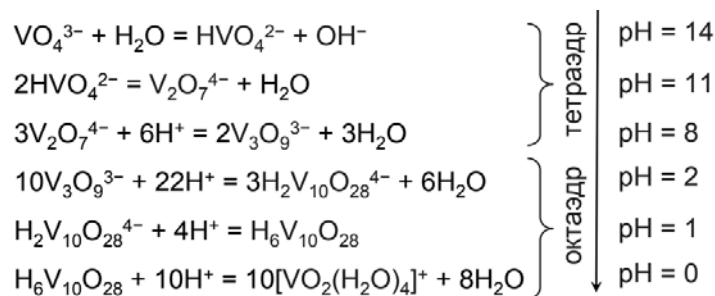 VO₄³⁻ + H₂O = HVO₄²⁻ + OH⁻ pH = 14
2HVO₄²⁻ = V₂O₇⁴⁻ + H₂O pH = 11
3V₂O₇⁴⁻ + 6H⁺ = 2V₃O₉³⁻ + 3H₂O pH = 8
тетраэдр
10V₃O₉³⁻ + 22H⁺ = 3H₂V₁₀O₂₈⁴⁻ + 6H₂O pH = 2
H₂V₁₀O₂₈⁴⁻ + 4H⁺ = H₆V₁₀O₂₈ pH = 1
H₆V₁₀O₂₈ + 10H⁺ = 10[VO₂(H₂O)₄]⁺ + 8H₂O pH = 0
октаэдр